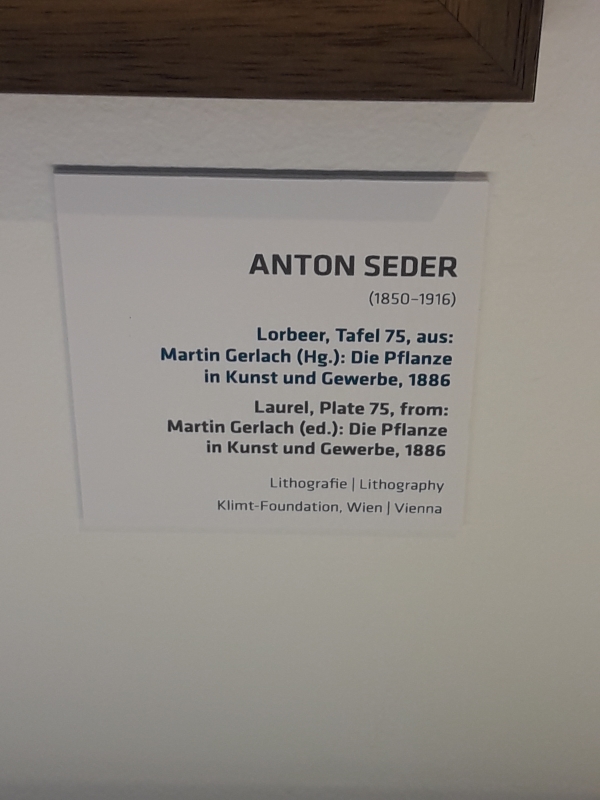 ANTON SEDER
(1850–1916)
Lorbeer, Tafel 75, aus:
Martin Gerlach (Hg.): Die Pflanze
in Kunst und Gewerbe, 1886
Laurel, Plate 75, from:
Martin Gerlach (ed.): Die Pflanze
in Kunst und Gewerbe, 1886
Lithografie | Lithography
Klimt-Foundation, Wien | Vienna